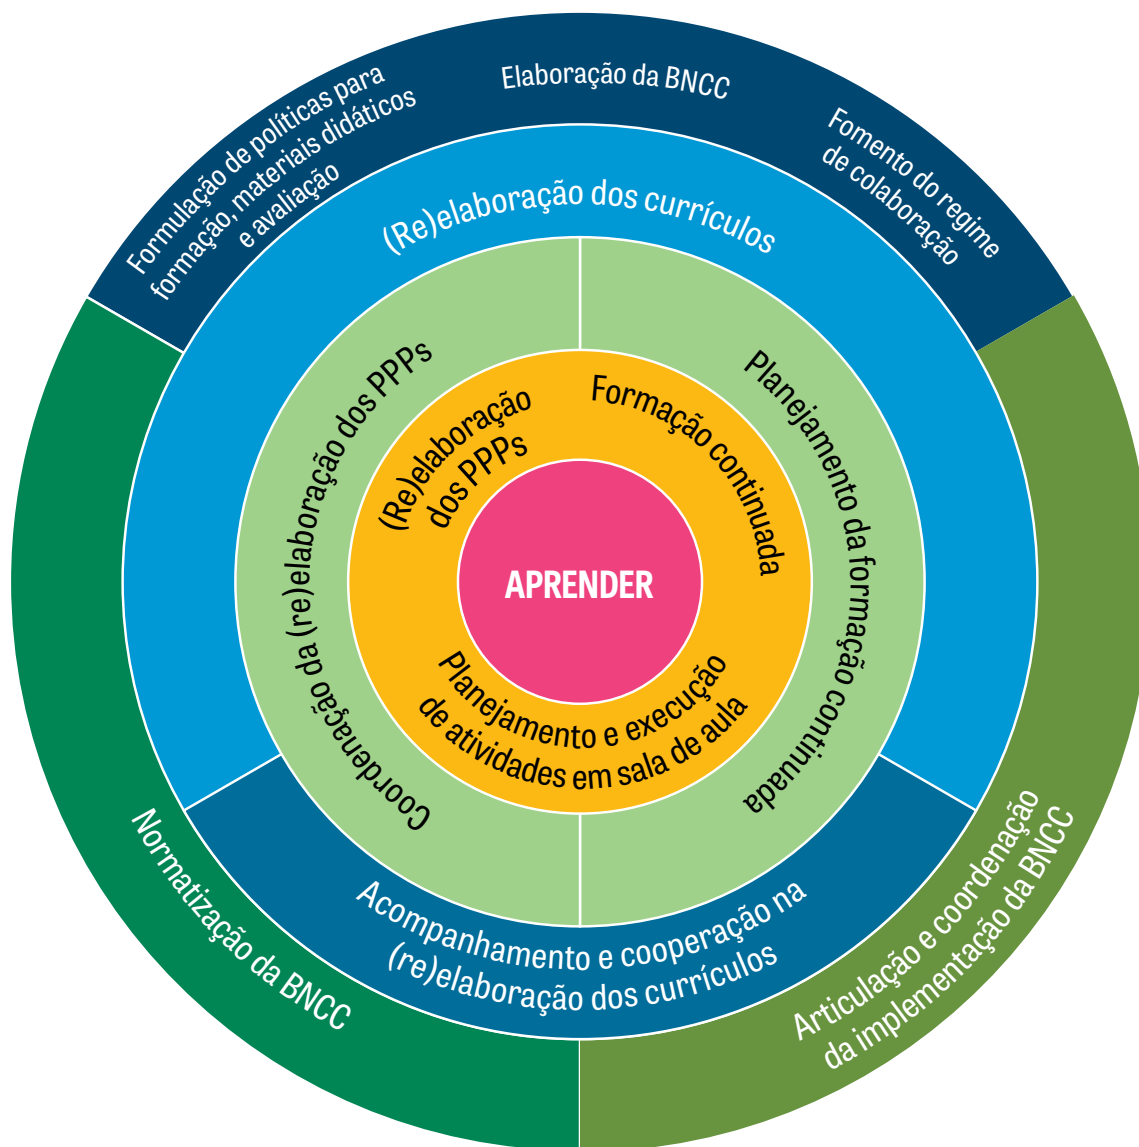 Formulação de políticas para
formação, materiais didáticos
e avaliação
Elaboração da BNCC
Fomento do regime
de colaboração
(Re)elaboração dos currículos
Coordenação da (re)elaboração dos PPPs
Planejamento da formação continuada
(Re)elaboração
dos PPPs
Formação continuada
APRENDER
Planejamento e execução
de atividades em sala de aula
Acompanhamento e cooperação na
(re)elaboração dos currículos
Normatização da BNCC
Articulação e coordenação
da implementação da BNCC